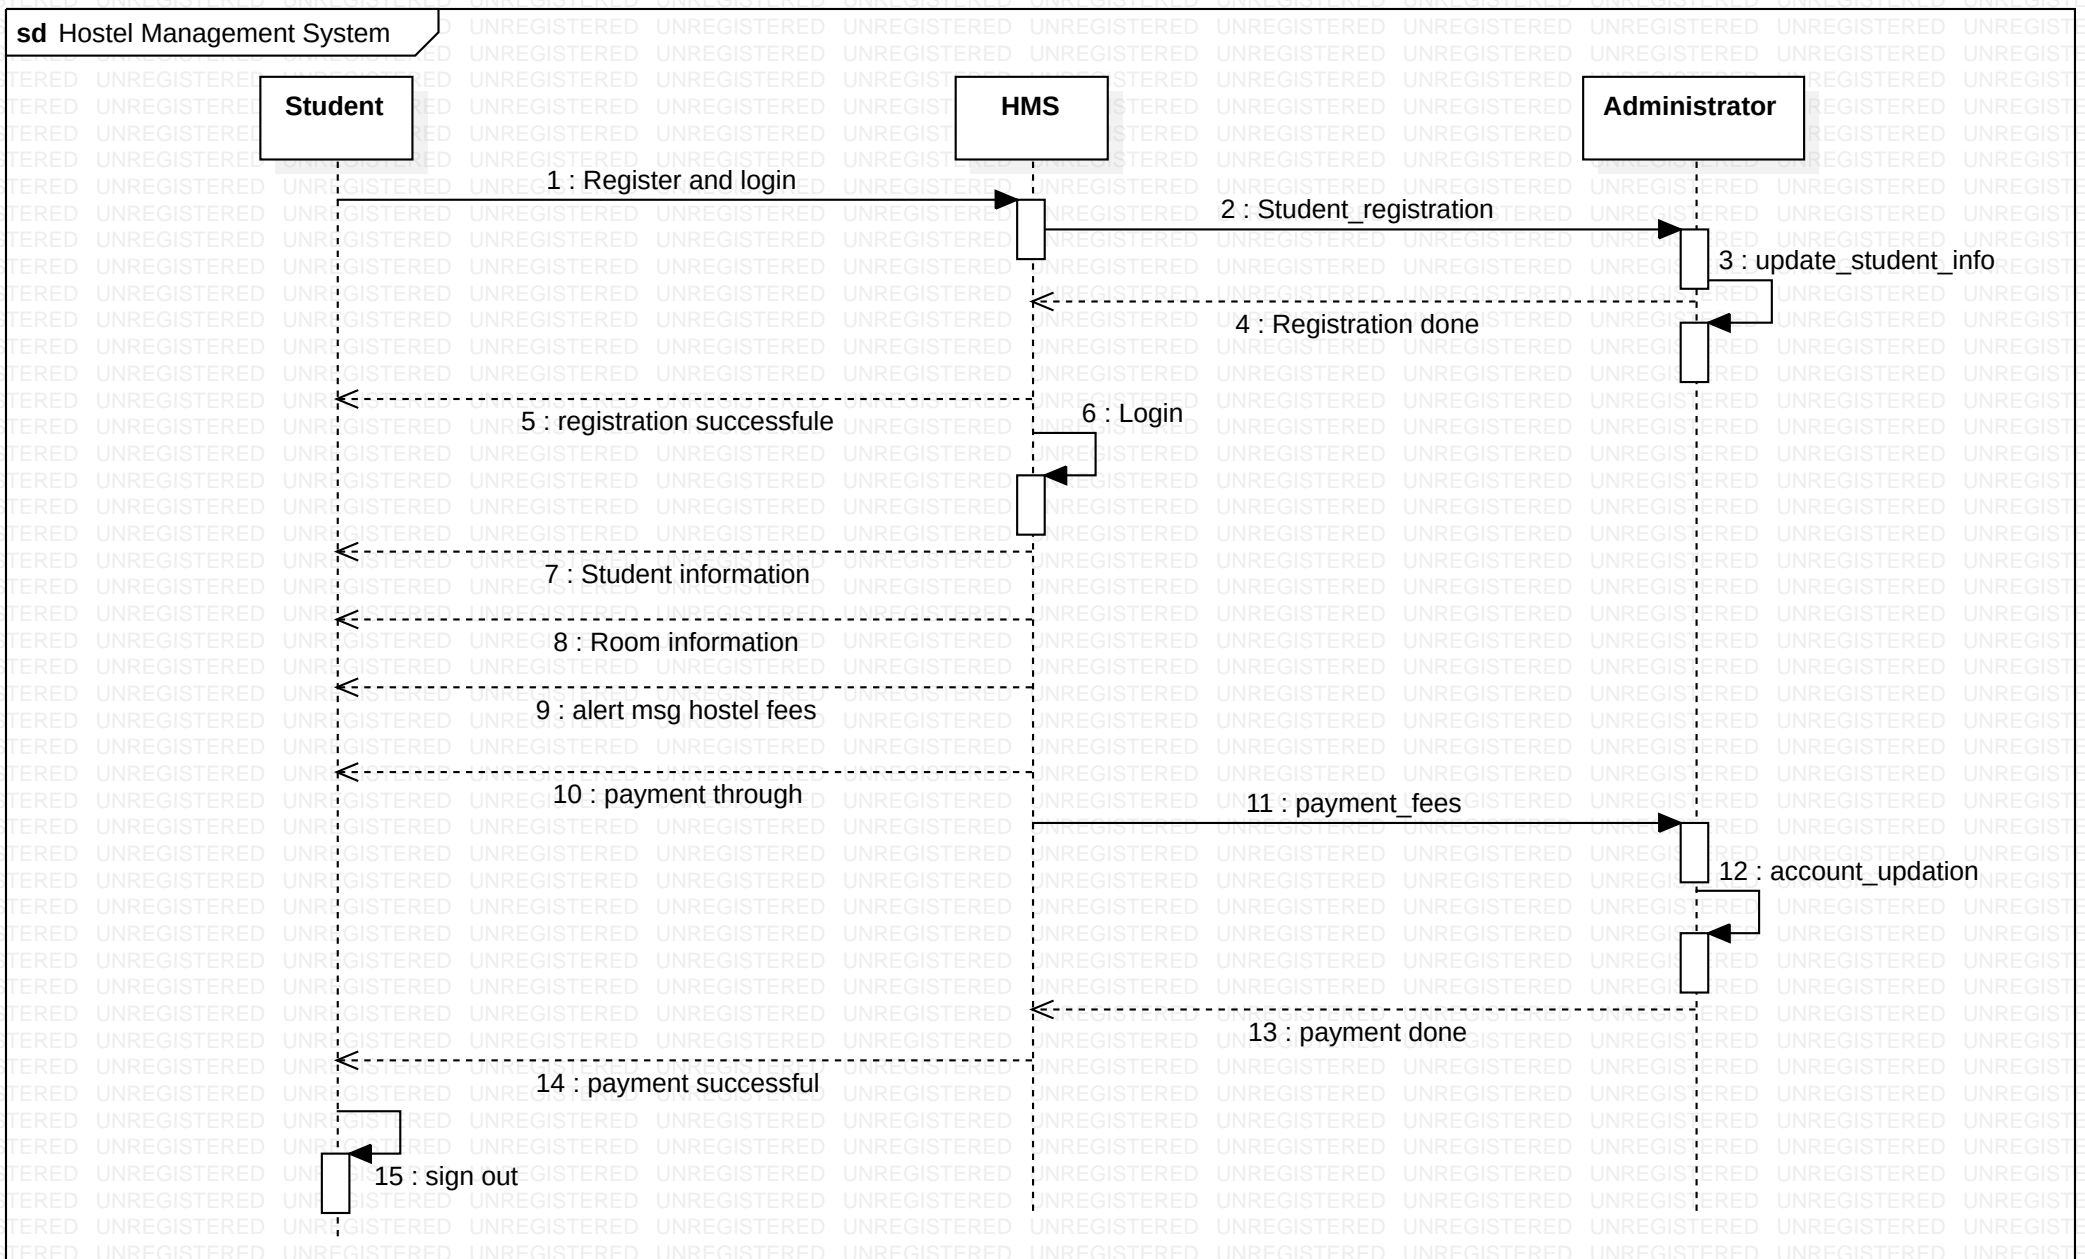 sd Hostel Management System
Student
HMS
Administrator
1 : Register and login
2 : Student_registration
3 : update_student_info
4 : Registration done
5 : registration successfule
6 : Login
7 : Student information
8 : Room information
9 : alert msg hostel fees
10 : payment through
11 : payment_fees
12 : account_updation
13 : payment done
14 : payment successful
15 : sign out
UNREGISTERED